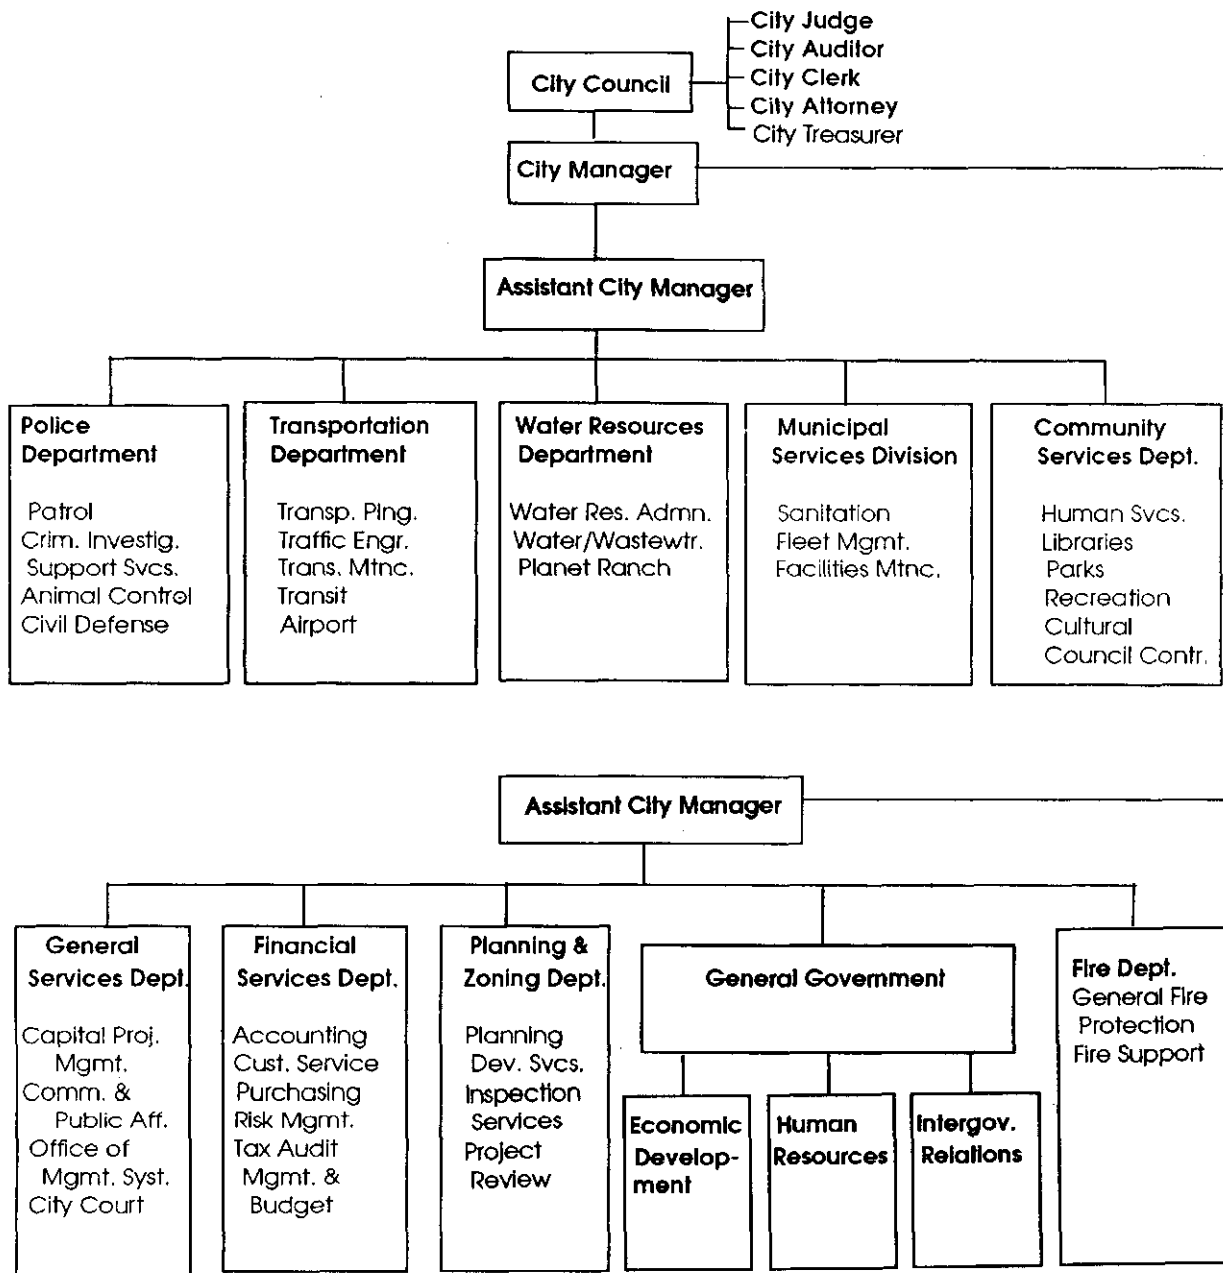 City Judge
City Auditor
City Council
City Clerk
City Attorney
City Treasurer
City Manager
Assistant City Manager
Police
Department
Patrol
Crim. Investig.
Support Svcs.
Animal Control
Civil Defense
Transportation
Department
Transp. Plng.
Traffic Engr.
Trans. Mtnc.
Transit
Airport
Water Resources
Department
Water Res. Admn.
Water/Wastewtr.
Planet Ranch
Municipal
Services Division
Sanitation
Fleet Mgmt.
Facilities Mtnc.
Community
Services Dept.
Human Svcs.
Libraries
Parks
Recreation
Cultural
Council Contr.
Assistant City Manager
General
Services Dept.
Capital Proj.
Mgmt.
Comm. &
Public Aff.
Office of
Mgmt. Syst.
City Court
Financial
Services Dept.
Accounting
Cust. Service
Purchasing
Risk Mgmt.
Tax Audit
Mgmt. &
Budget
Planning &
Zoning Dept.
Planning
Dev. Svcs.
Inspection
Services
Project
Review
General Government
Economic
Develop-
ment
Human
Resources
Intergov.
Relations
Fire Dept.
General Fire
Protection
Fire Support